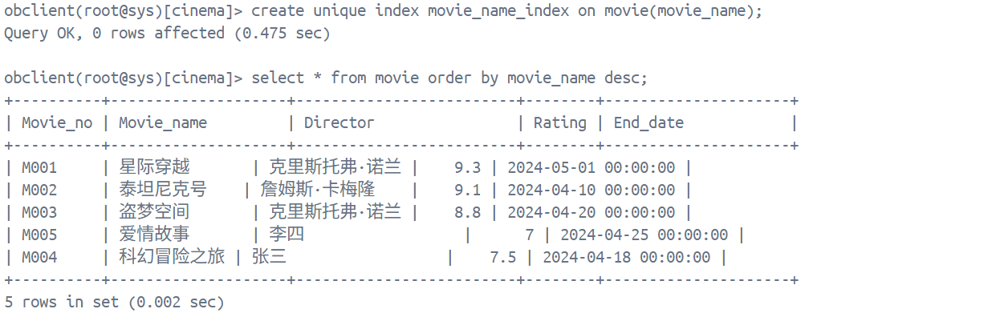 obclient(root@sys)[cinema]> create unique index movie_name_index on movie(movie_name);
Query OK, 0 rows affected (0.475 sec)
obclient(root@sys)[cinema]> select * from movie order by movie_name desc;
+----------+--------------------+-------------------------+--------+---------------------+
| Movie_no | Movie_name         | Director                | Rating | End_date            |
+----------+--------------------+-------------------------+--------+---------------------+
| M001     | 星际穿越       | 克里斯托弗·诺兰 |    9.3 | 2024-05-01 00:00:00 |
| M002     | 泰坦尼克号    | 詹姆斯·卡梅隆    |    9.1 | 2024-04-10 00:00:00 |
| M003     | 盗梦空间       | 克里斯托弗·诺兰 |    8.8 | 2024-04-20 00:00:00 |
| M005     | 爱情故事       | 李四                  |      7 | 2024-04-25 00:00:00 |
| M004     | 科幻冒险之旅 | 张三                  |    7.5 | 2024-04-18 00:00:00 |
+----------+--------------------+-------------------------+--------+---------------------+
5 rows in set (0.002 sec)